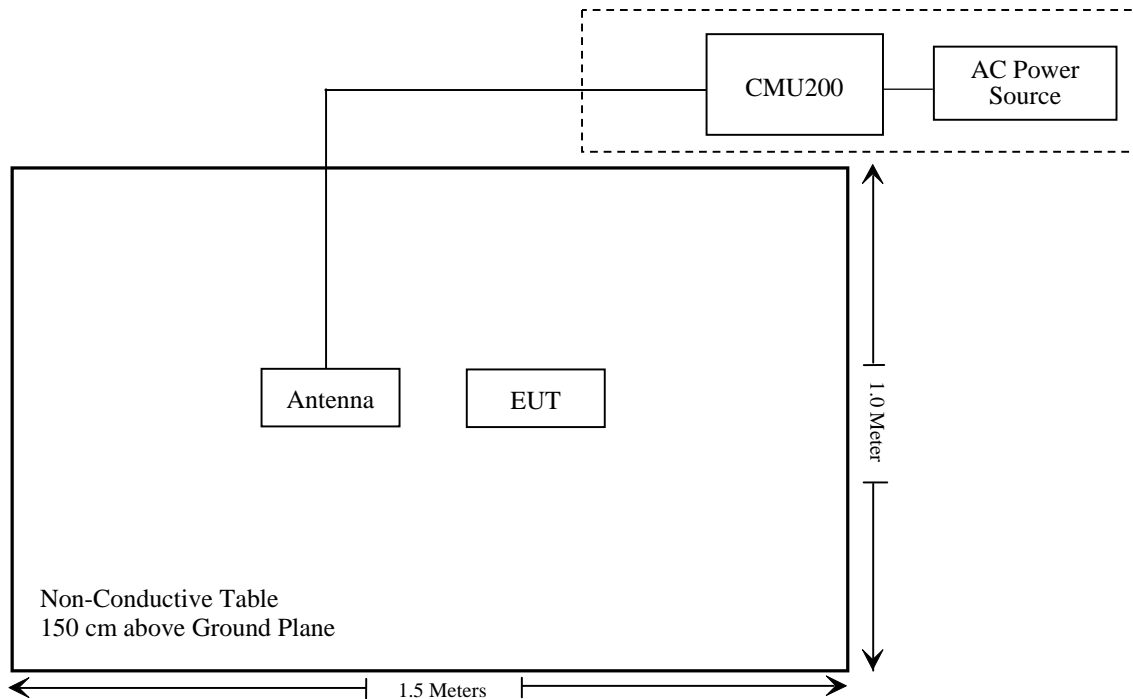 CMU200
AC Power
Source
Antenna
EUT
1.0 Meter
Non-Conductive Table
150 cm above Ground Plane
1.5 Meters